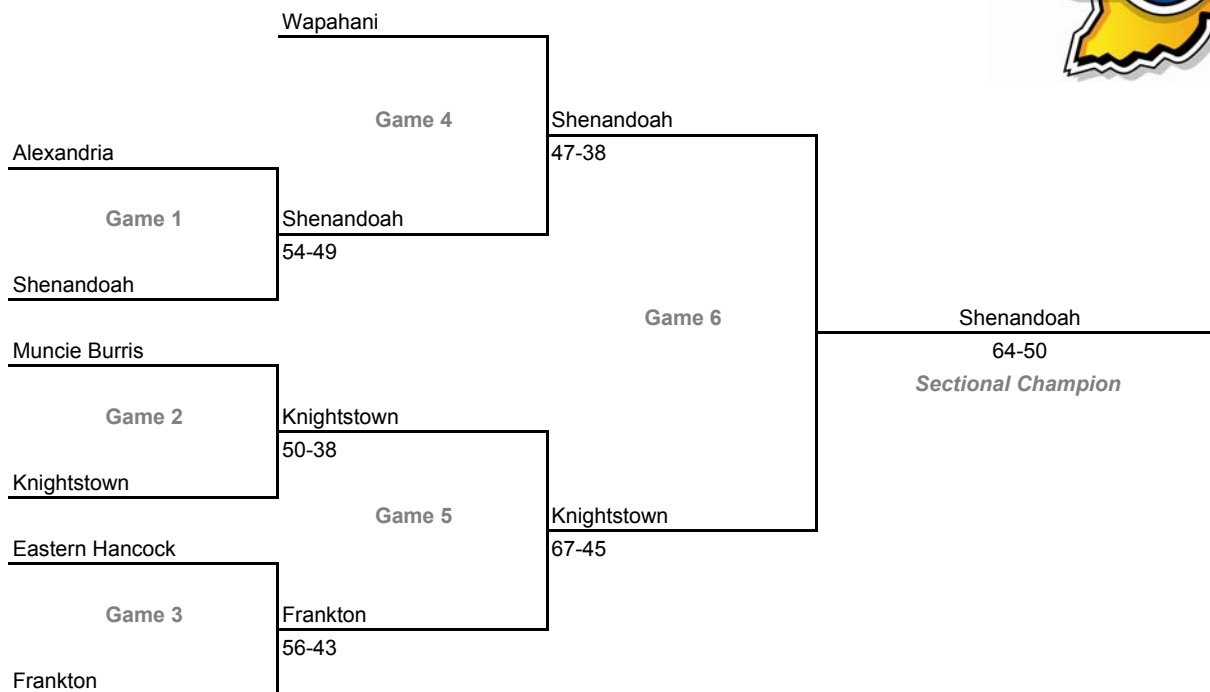 Wapahani
Game 4
Shenandoah
47-38
Alexandria
Game 1
Shenandoah
54-49
Shenandoah
Game 6
Shenandoah
64-50
Sectional Champion
Muncie Burris
Game 2
Knightstown
50-38
Knightstown
Game 5
Knightstown
67-45
Eastern Hancock
Game 3
Frankton
56-43
Frankton